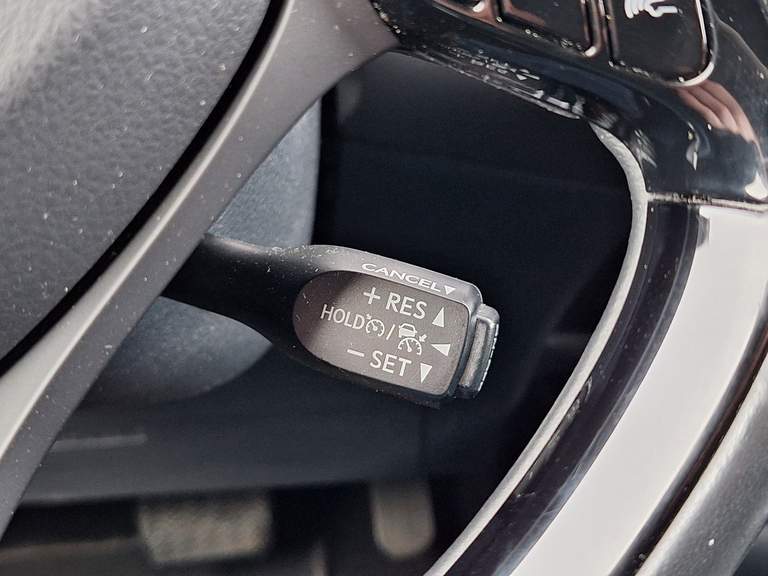 CANCEL▼
+ RES ▲
HOLD / ◀
− SET ▼